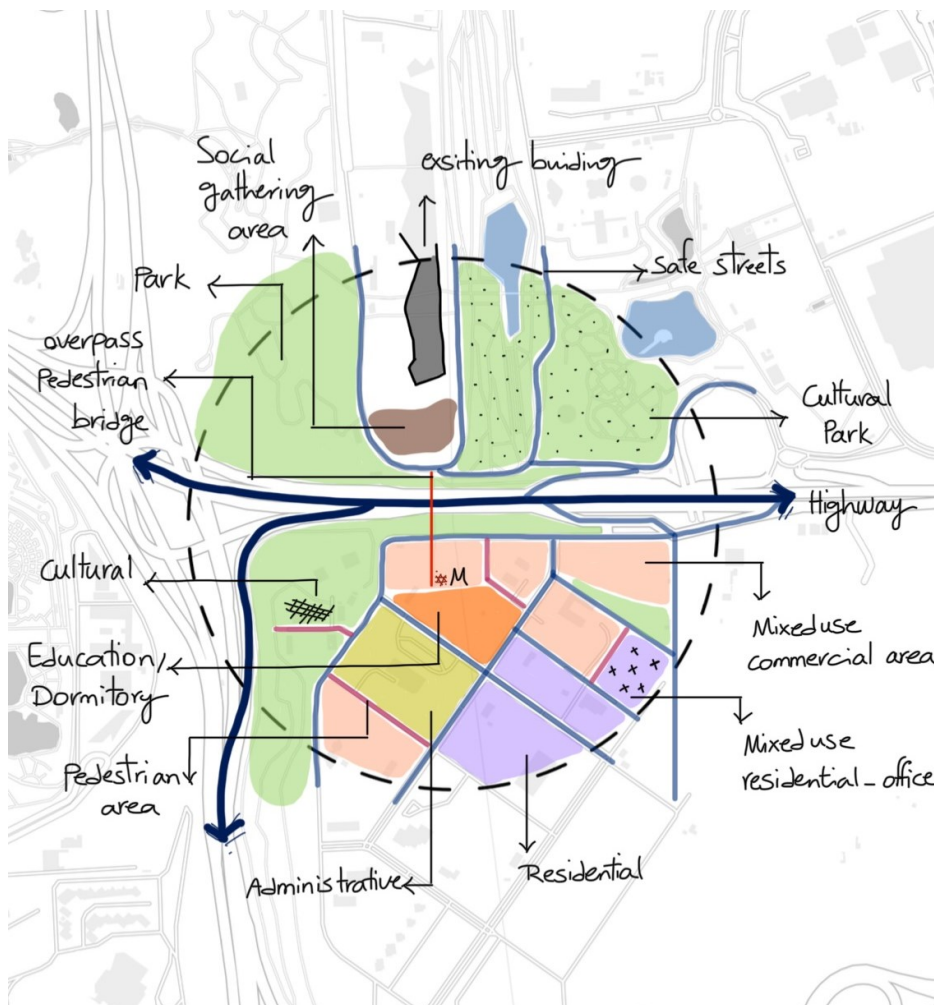 Social
gathering
area
exsiting buiding
Park
Safe streets
overpass
Pedestrian
bridge
Cultural
Park
Highway
Cultural
M
Mixeduse
commercial area
Education/
Dormitory
Mixeduse
residential_office
Pedestrian
area
Administrative
Residential